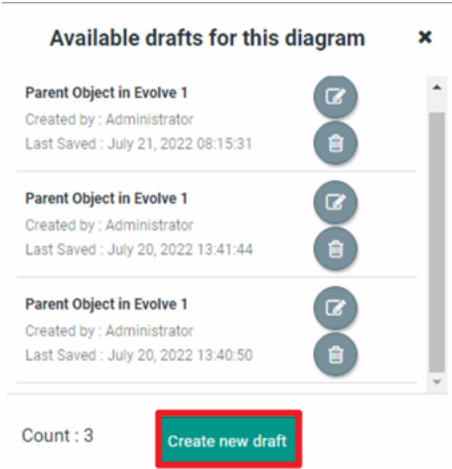 Available drafts for this diagram
Parent Object in Evolve 1
Created by : Administrator
Last Saved : July 21, 2022 08:15:31
Parent Object in Evolve 1
Created by : Administrator
Last Saved : July 20, 2022 13:41:44
Parent Object in Evolve 1
Created by : Administrator
Last Saved : July 20, 2022 13:40:50
Count : 3
Create new draft